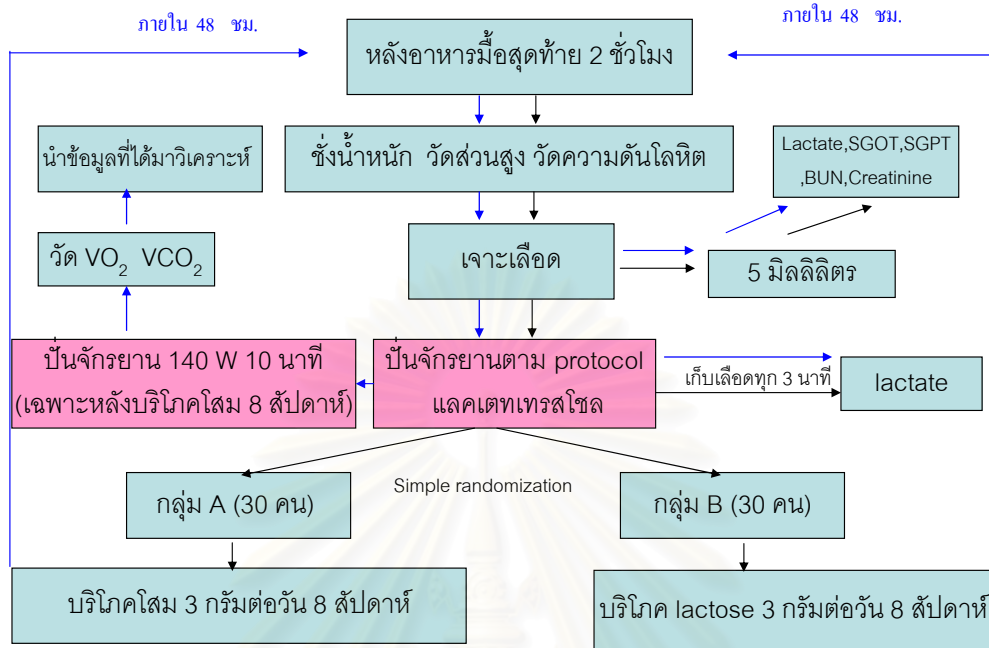 ภายใน 48 ชม.
ภายใน 48 ชม.
หลังอาหารมื้อสุดท้าย 2 ชั่วโมง
นำข้อมูลที่ได้มาวิเคราะห์
ชั่งน้ำหนัก วัดส่วนสูง วัดความดันโลหิต
Lactate,SGOT,SGPT
,BUN,Creatinine
วัด VO₂ VCO₂
เจาะเลือด
5 มิลลิลิตร
ปั่นจักรยาน 140 W 10 นาที
(เฉพาะหลังบริโภคโสม 8 สัปดาห์)
ปั่นจักรยานตาม protocol
แลคเตทเทรสโชล
เก็บเลือดทุก 3 นาที
lactate
กลุ่ม A (30 คน)
Simple randomization
กลุ่ม B (30 คน)
บริโภคโสม 3 กรัมต่อวัน 8 สัปดาห์
บริโภค lactose 3 กรัมต่อวัน 8 สัปดาห์